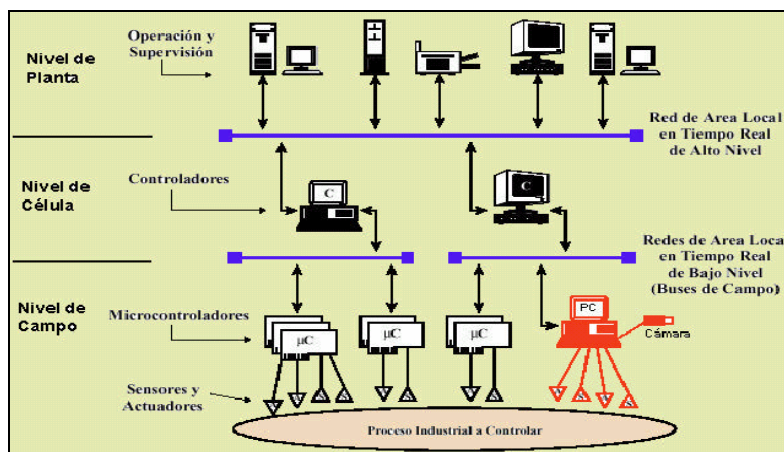 Nivel de
Planta
Operación y
Supervisión
Red de Area Local
en Tiempo Real
de Alto Nivel
Nivel de
Célula
Controladores
C
C
Redes de Area Local
en Tiempo Real
de Bajo Nivel
(Buses de Campo)
Nivel de
Campo
Microcontroladores
µC
µC
µC
PC
Cámara
Sensores y
Actuadores
Proceso Industrial a Controlar